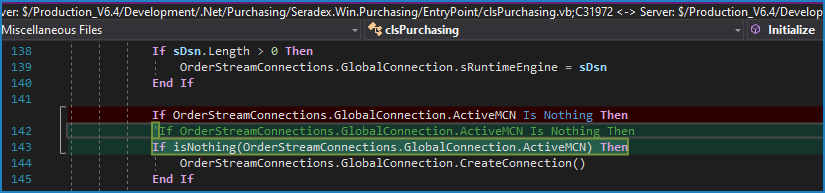 ver: $/Production_V6.4/Development/.Net/Purchasing/Seradex.Win.Purchasing/EntryPoint/clsPurchasing.vb;C31972 <-> Server: $/Production_V6.4/Develop
Miscellaneous Files clsPurchasing Initialize
138 If sDsn.Length > 0 Then
139 OrderStreamConnections.GlobalConnection.sRuntimeEngine = sDsn
140 End If
141
If OrderStreamConnections.GlobalConnection.ActiveMCN Is Nothing Then
142 'If OrderStreamConnections.GlobalConnection.ActiveMCN Is Nothing Then
143 If isNothing(OrderStreamConnections.GlobalConnection.ActiveMCN) Then
144 OrderStreamConnections.GlobalConnection.CreateConnection()
145 End If